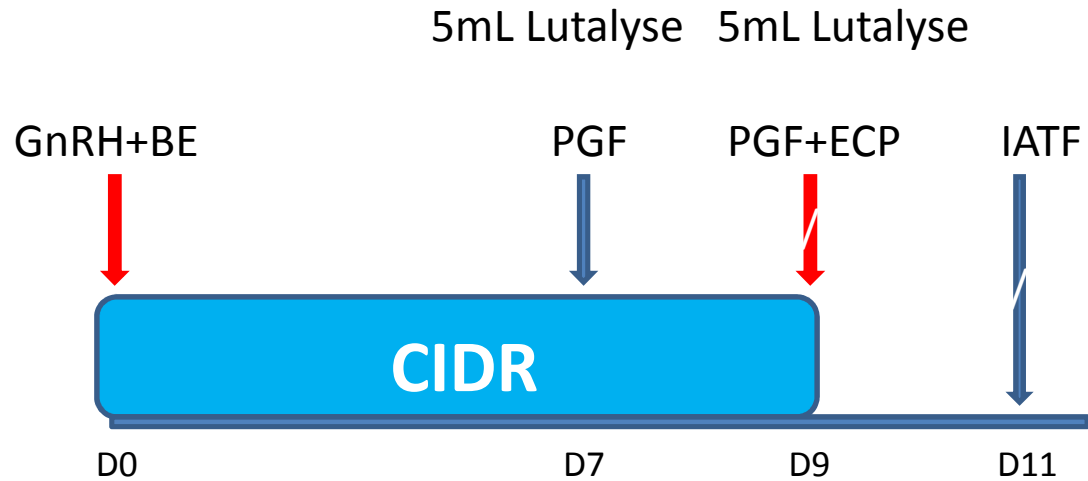 5mL Lutalyse 5mL Lutalyse
GnRH+BE PGF PGF+ECP IATF
CIDR
D0 D7 D9 D11